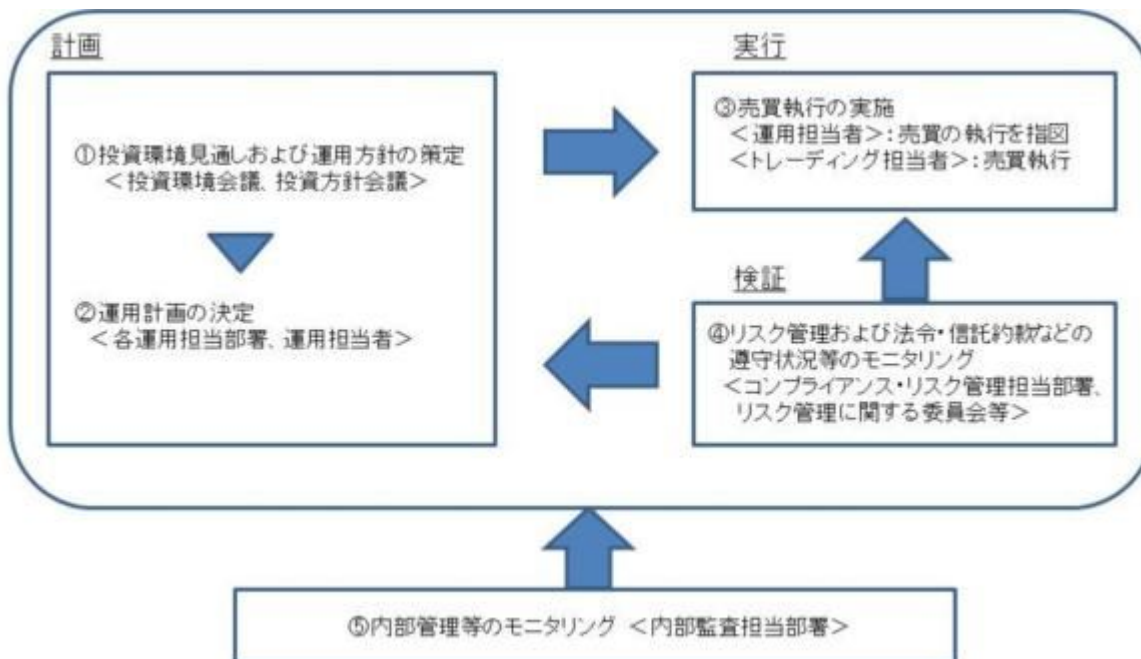 計画
①投資環境見通しおよび運用方針の策定
＜投資環境会議、投資方針会議＞
②運用計画の決定
＜各運用担当部署、運用担当者＞
実行
③売買執行の実施
＜運用担当者＞：売買の執行を指図
＜トレーディング担当者＞：売買執行
検証
④リスク管理および法令・信託約款などの
遵守状況等のモニタリング
＜コンプライアンス・リスク管理担当部署、
リスク管理に関する委員会等＞
⑤内部管理等のモニタリング ＜内部監査担当部署＞